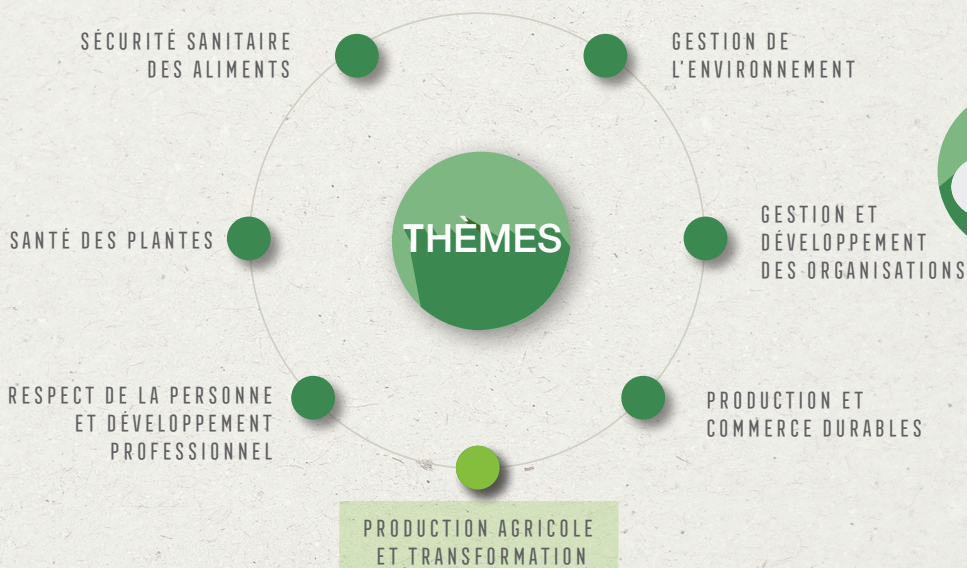 SÉCURITÉ SANITAIRE
DES ALIMENTS
GESTION DE
L'ENVIRONNEMENT
SANTÉ DES PLANTES
THÈMES
GESTION ET
DÉVELOPPEMENT
DES ORGANISATIONS
RESPECT DE LA PERSONNE
ET DÉVELOPPEMENT
PROFESSIONNEL
PRODUCTION ET
COMMERCE DURABLES
PRODUCTION AGRICOLE
ET TRANSFORMATION